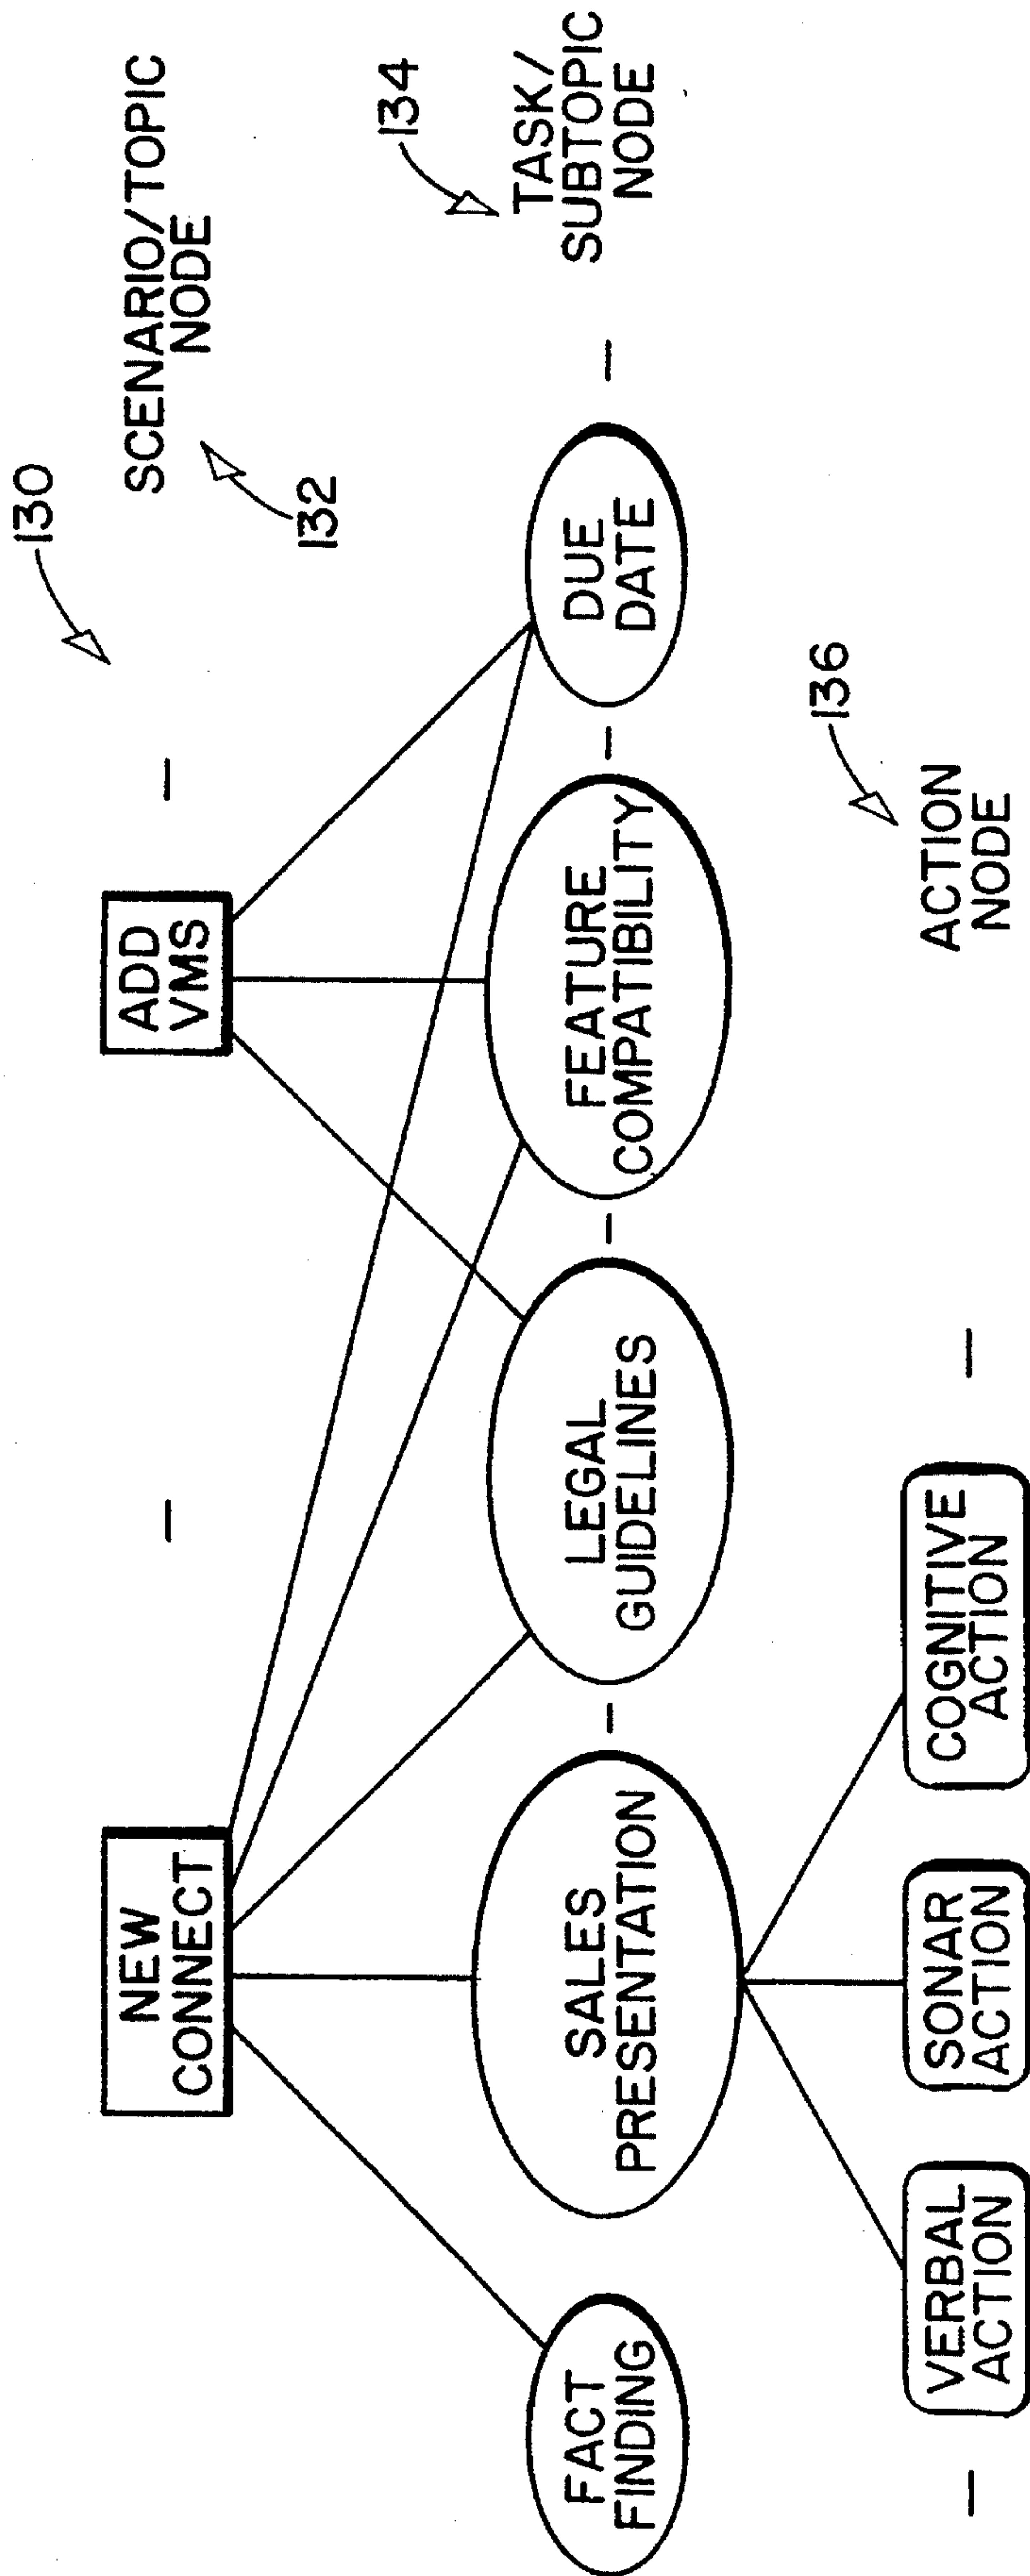 130
SCENARIO/TOPIC
NODE
132
NEW
CONNECT
ADD
VMS
134
TASK/
SUBTOPIC
NODE
FACT
FINDING
SALES
PRESENTATION
LEGAL
GUIDELINES
FEATURE
COMPATIBILITY
DUE
DATE
136
ACTION
NODE
VERBAL
ACTION
SONAR
ACTION
COGNITIVE
ACTION